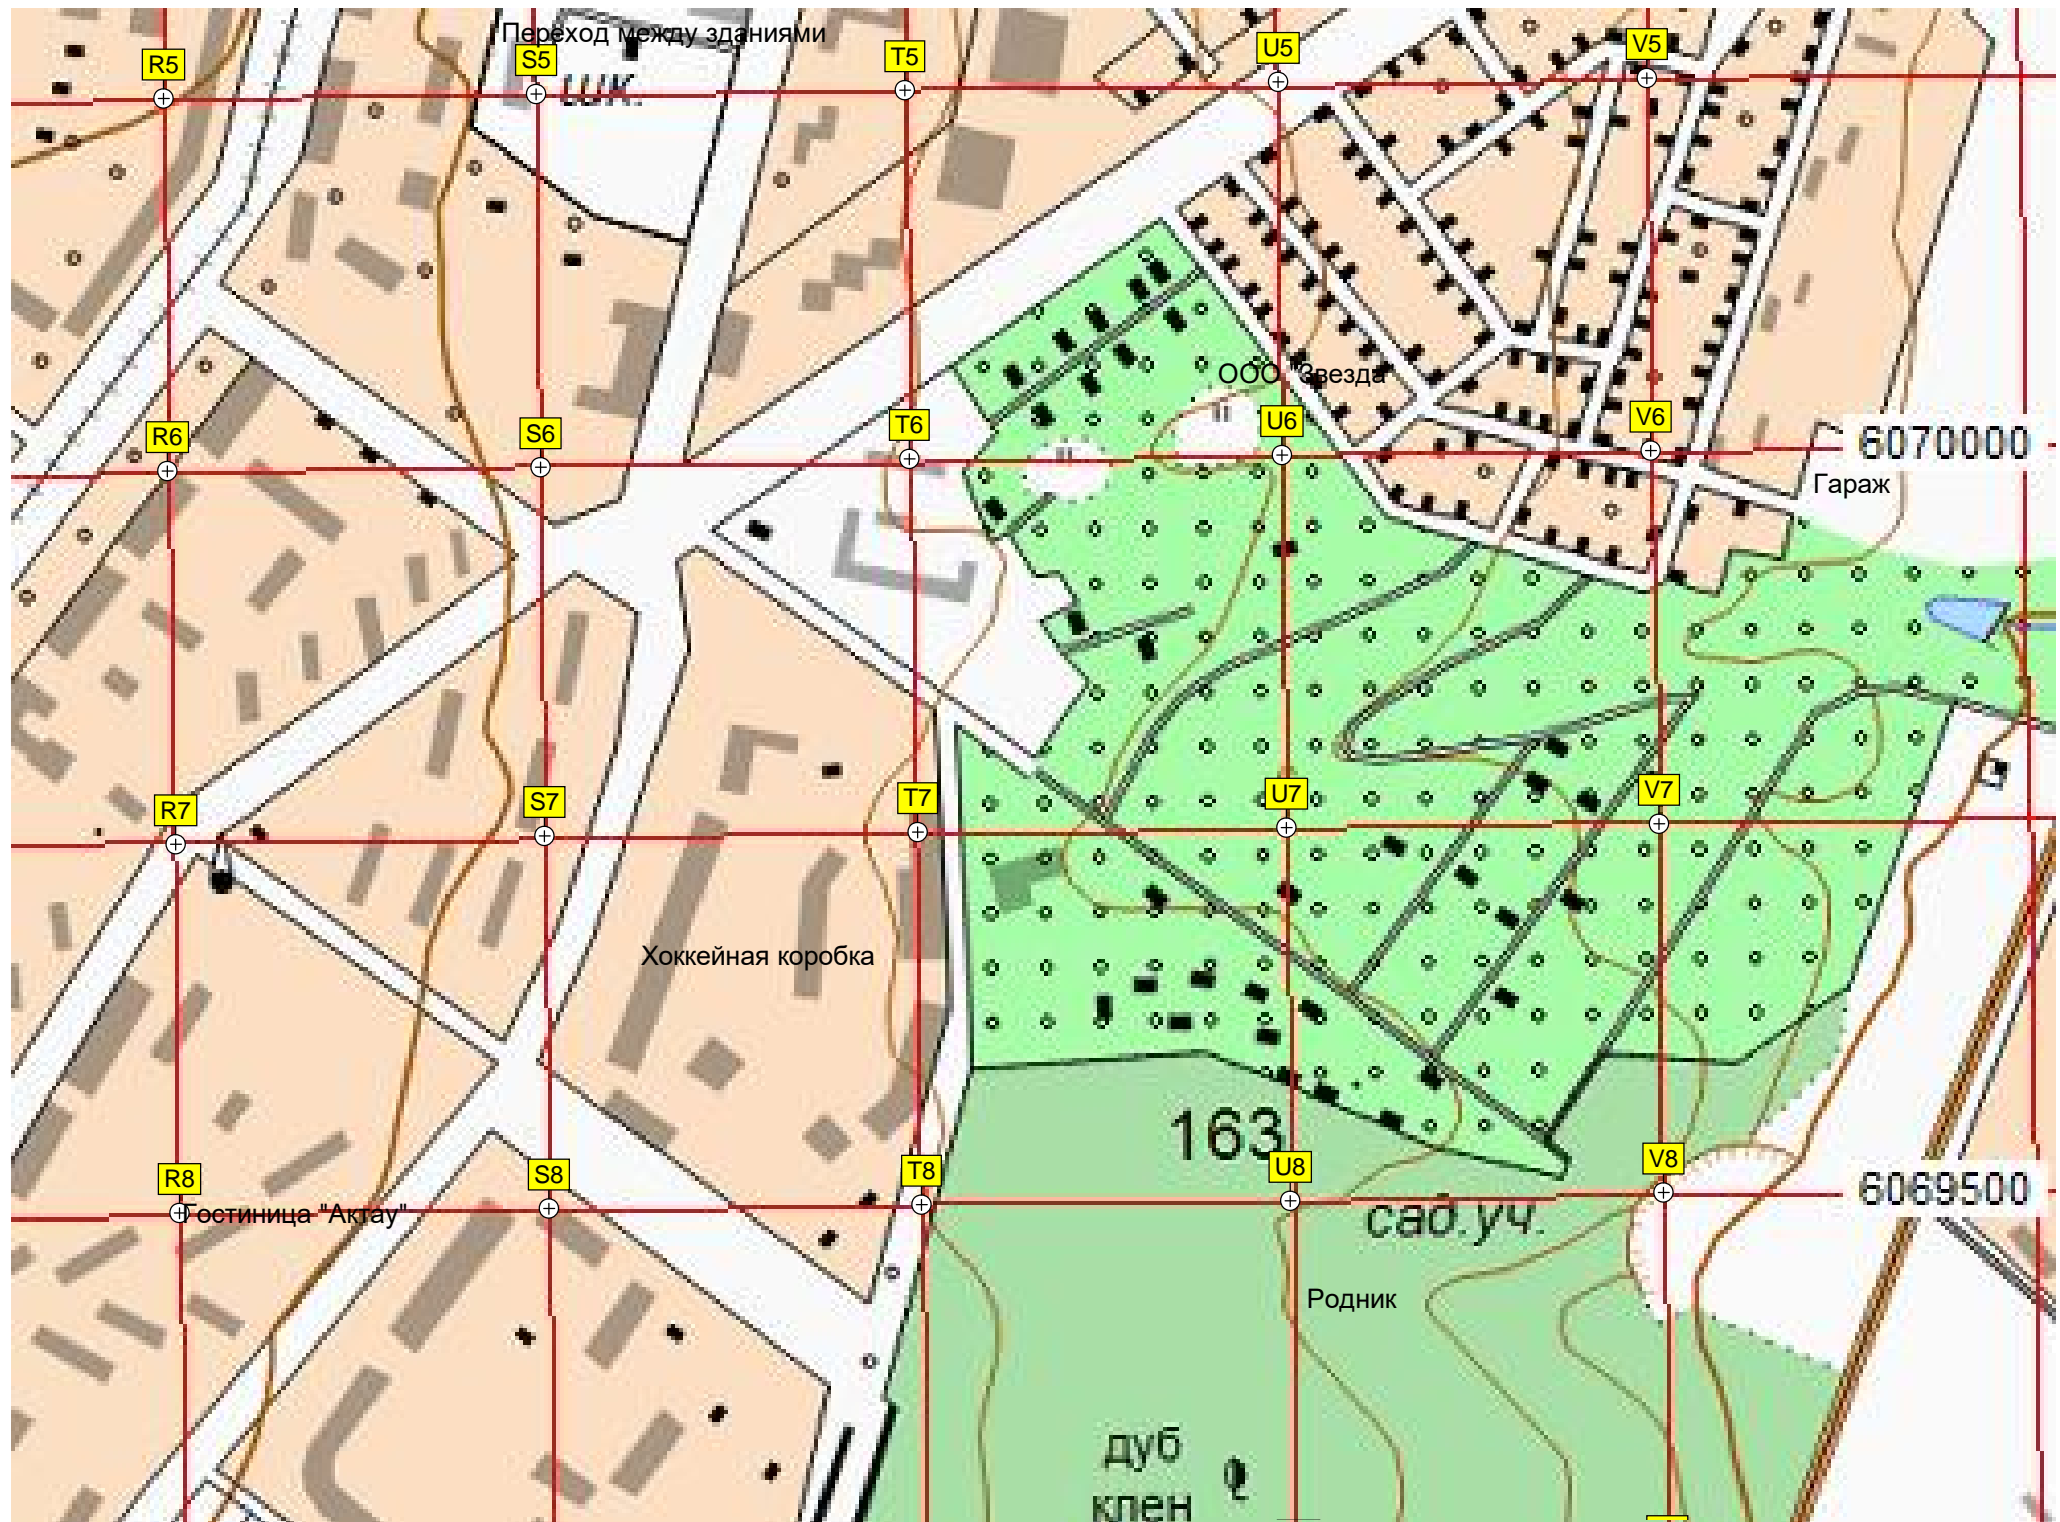 Переход между зданиями
R5
S5
T5
U5
V5
шк.
ООО "Звезда
R6
S6
T6
U6
V6
6070000
Гараж
R7
S7
T7
U7
V7
Хоккейная коробка
163
R8
S8
T8
U8
V8
6069500
Гостиница "Актау"
сад.уч.
Родник
дуб
клен